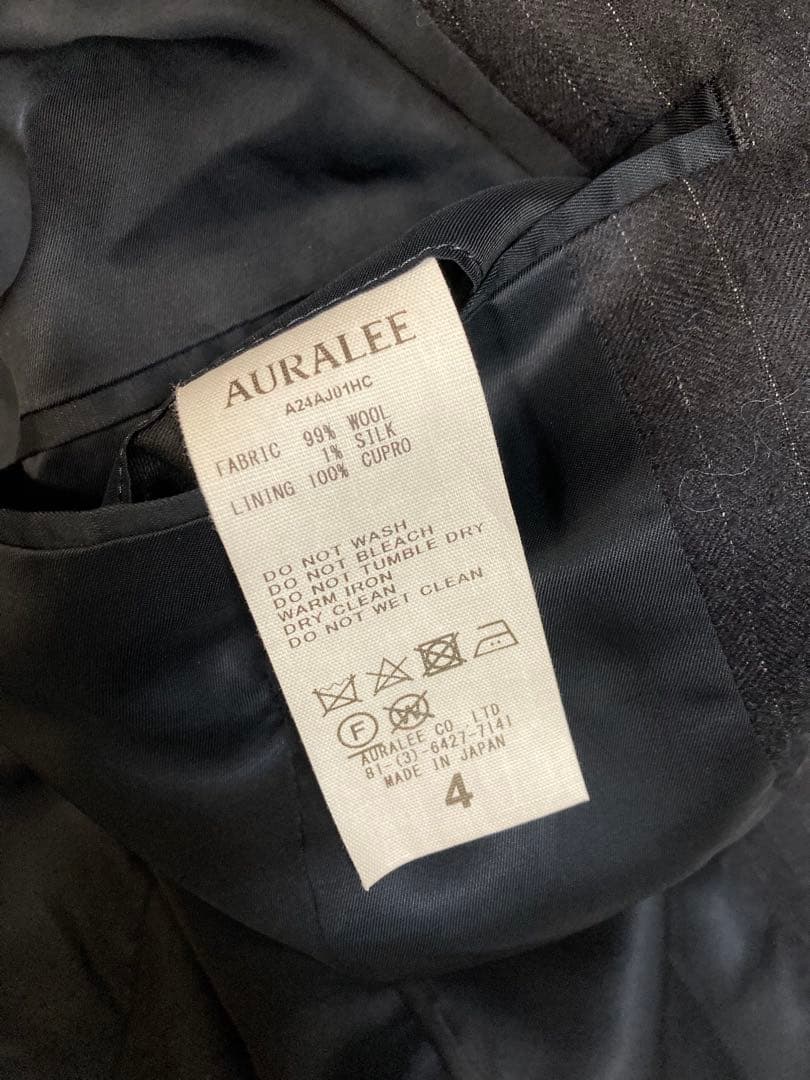 AURALEE
A24AJ01HC
FABRIC 99% WOOL
1% SILK
LINING 100% CUPRO
DO NOT WASH
DO NOT BLEACH
DO NOT TUMBLE DRY
WARM IRON
DRY CLEAN
DO NOT WET CLEAN
F W
AURALEE CO. LTD
81-(3)-6427-7141
MADE IN JAPAN
4